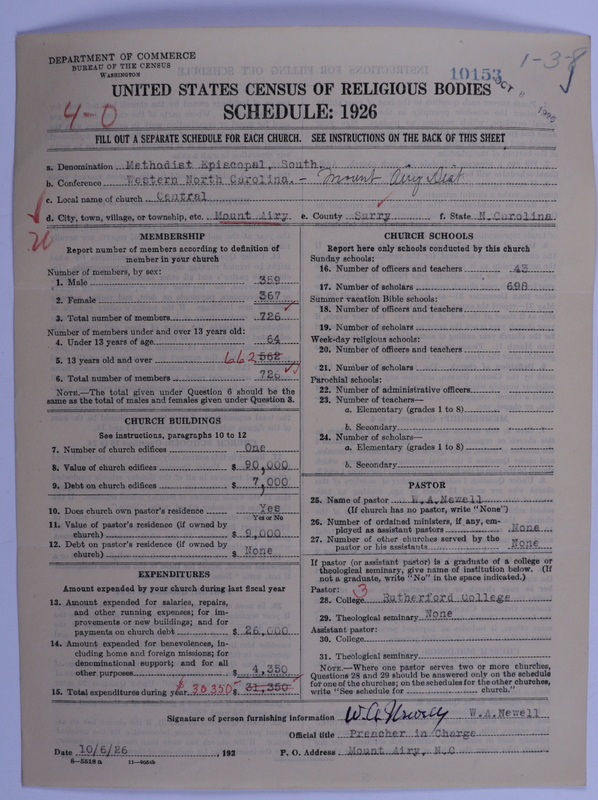 DEPARTMENT OF COMMERCE
BUREAU OF THE CENSUS
WASHINGTON
10153
OCT 8
1-3-8
UNITED STATES CENSUS OF RELIGIOUS BODIES
4-0
SCHEDULE: 1926
FILL OUT A SEPARATE SCHEDULE FOR EACH CHURCH. SEE INSTRUCTIONS ON THE BACK OF THIS SHEET
a. Denomination Methodist Episcopal, South.
b. Conference Western North Carolina. - Mount Airy Dist
c. Local name of church Central
d. City, town, village, or township, etc. Mount Airy e. County Surry f. State N. Carolina
MEMBERSHIP
Report number of members according to definition of
member in your church
Number of members, by sex:
1. Male 359
2. Female 367
3. Total number of members 726
Number of members under and over 13 years old:
4. Under 13 years of age 64
5. 13 years old and over 662 562
6. Total number of members 726
NOTE.—The total given under Question 6 should be the
same as the total of males and females given under Question 3.
CHURCH BUILDINGS
See instructions, paragraphs 10 to 12
7. Number of church edifices One
8. Value of church edifices $ 90,000
9. Debt on church edifices $ 7,000
10. Does church own pastor's residence Yes
Yes or No
11. Value of pastor's residence (if owned by
church) $ 9,000
12. Debt on pastor's residence (if owned by
church) $ None
EXPENDITURES
Amount expended by your church during last fiscal year
13. Amount expended for salaries, repairs,
and other running expenses; for im-
provements or new buildings; and for
payments on church debt $ 26,000
14. Amount expended for benevolences, in-
cluding home and foreign missions; for
denominational support; and for all
other purposes $ 4,350
15. Total expenditures during year $ 30350 $ 31,350
CHURCH SCHOOLS
Report here only schools conducted by this church
Sunday schools:
16. Number of officers and teachers 43
17. Number of scholars 698
Summer vacation Bible schools:
18. Number of officers and teachers
19. Number of scholars
Week-day religious schools:
20. Number of officers and teachers
21. Number of scholars
Parochial schools:
22. Number of administrative officers
23. Number of teachers—
a. Elementary (grades 1 to 8)
b. Secondary
24. Number of scholars—
a. Elementary (grades 1 to 8)
b. Secondary
PASTOR
25. Name of pastor W.A.Newell
(If church has no pastor, write "None")
26. Number of ordained ministers, if any, em-
ployed as assistant pastors None
27. Number of other churches served by the
pastor or his assistants None
If pastor (or assistant pastor) is a graduate of a college or
theological seminary, give name of institution below. (If
not a graduate, write "No" in the space indicated.)
Pastor: 3
28. College Rutherford College
29. Theological seminary None
Assistant pastor:
30. College
31. Theological seminary
NOTE.—Where one pastor serves two or more churches,
Questions 28 and 29 should be answered only on the schedule
for one of the churches; on the schedules for the other churches,
write "See schedule for church."
Signature of person furnishing information W.A.Newell W.A.Newell
Official title Preacher in Charge
Date 10/6/26, 192 P. O. Address Mount Airy, N.C